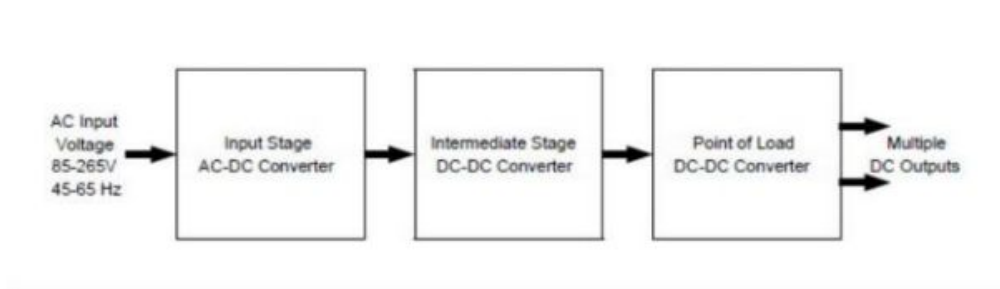 AC Input
Voltage
85-265V
45-65 Hz
Input Stage
AC-DC Converter
Intermediate Stage
DC-DC Converter
Point of Load
DC-DC Converter
Multiple
DC Outputs